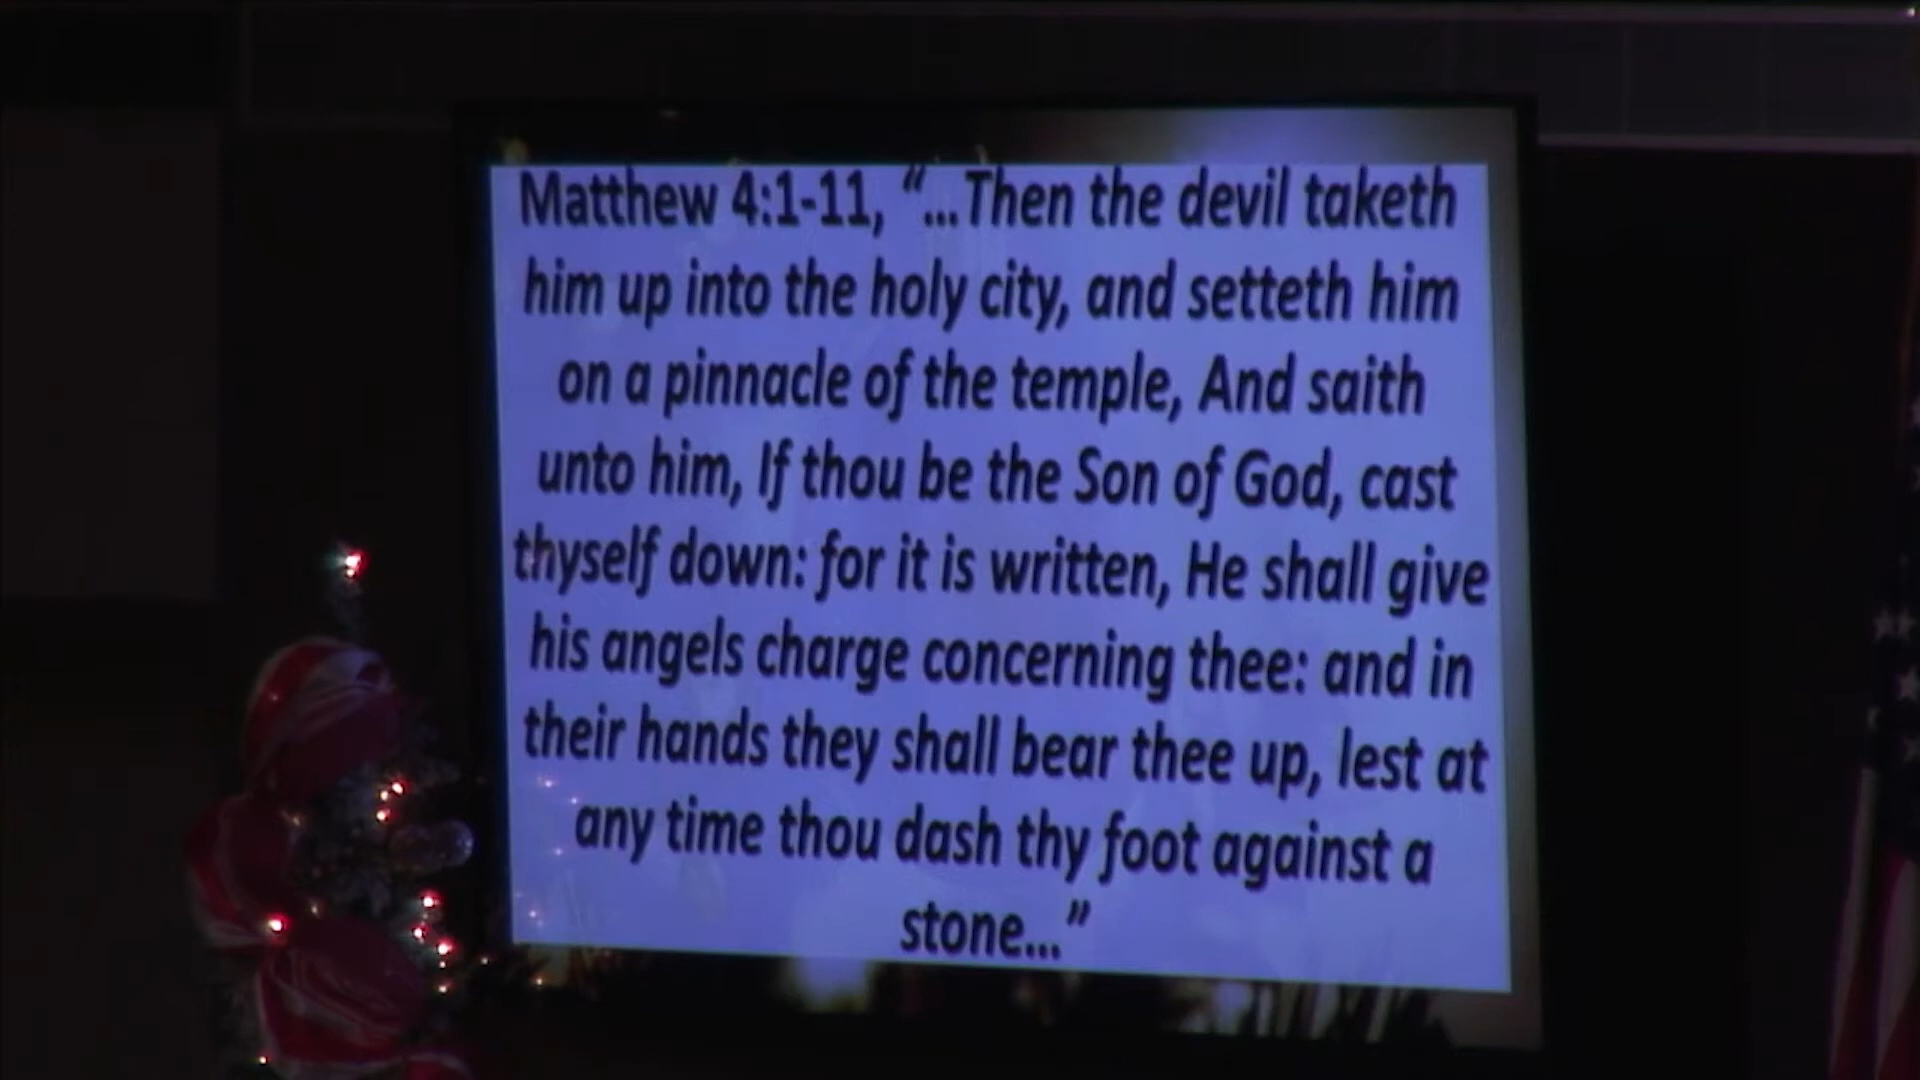 Matthew 4:1-11, “...Then the devil taketh
him up into the holy city, and setteth him
on a pinnacle of the temple, And saith
unto him, If thou be the Son of God, cast
thyself down: for it is written, He shall give
his angels charge concerning thee: and in
their hands they shall bear thee up, lest at
any time thou dash thy foot against a
stone...”